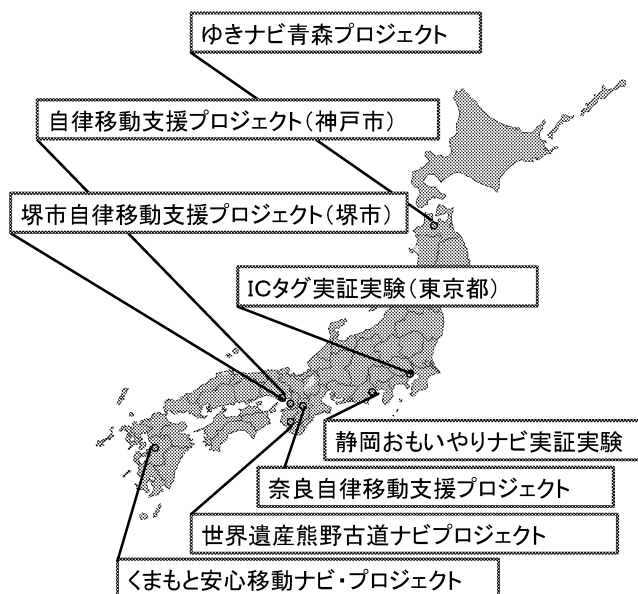 ゆきナビ青森プロジェクト
自律移動支援プロジェクト(神戸市)
堺市自律移動支援プロジェクト(堺市)
ICタグ実証実験(東京都)
静岡おもいやりナビ実証実験
奈良自律移動支援プロジェクト
世界遺産熊野古道ナビプロジェクト
くまもと安心移動ナビ・プロジェクト